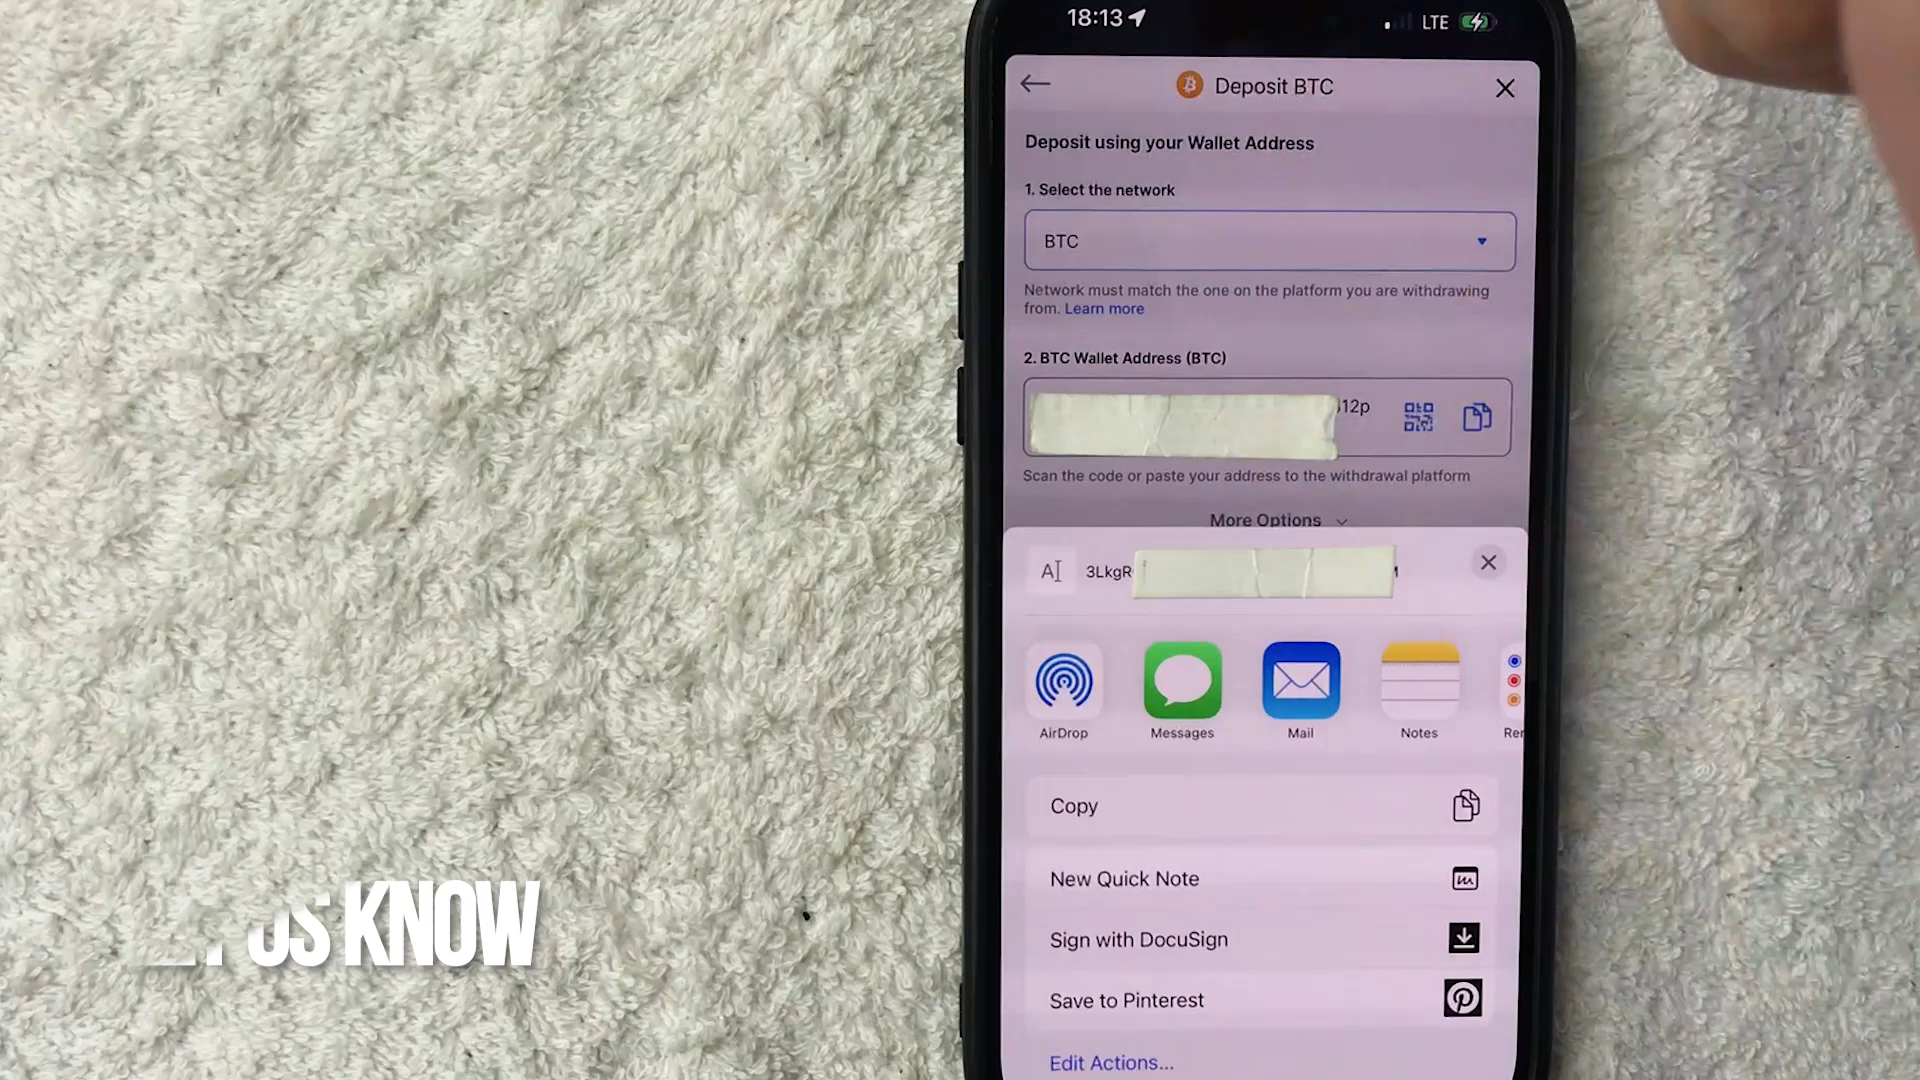 18:13
LTE
Deposit BTC
Deposit using your Wallet Address
1. Select the network
BTC
Network must match the one on the platform you are withdrawing
from. Learn more
2. BTC Wallet Address (BTC)
12p
Scan the code or paste your address to the withdrawal platform
More Options
3LkgR
AirDrop
Messages
Mail
Notes
Copy
New Quick Note
Sign with DocuSign
Save to Pinterest
Edit Actions...
US KNOW